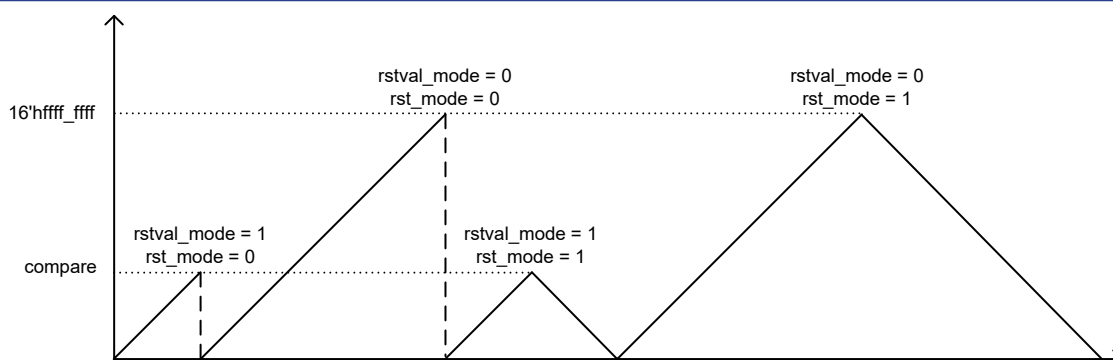 rstval_mode = 0
rst_mode = 0
rstval_mode = 0
rst_mode = 1
16'hffff_ffff
rstval_mode = 1
rst_mode = 0
rstval_mode = 1
rst_mode = 1
compare